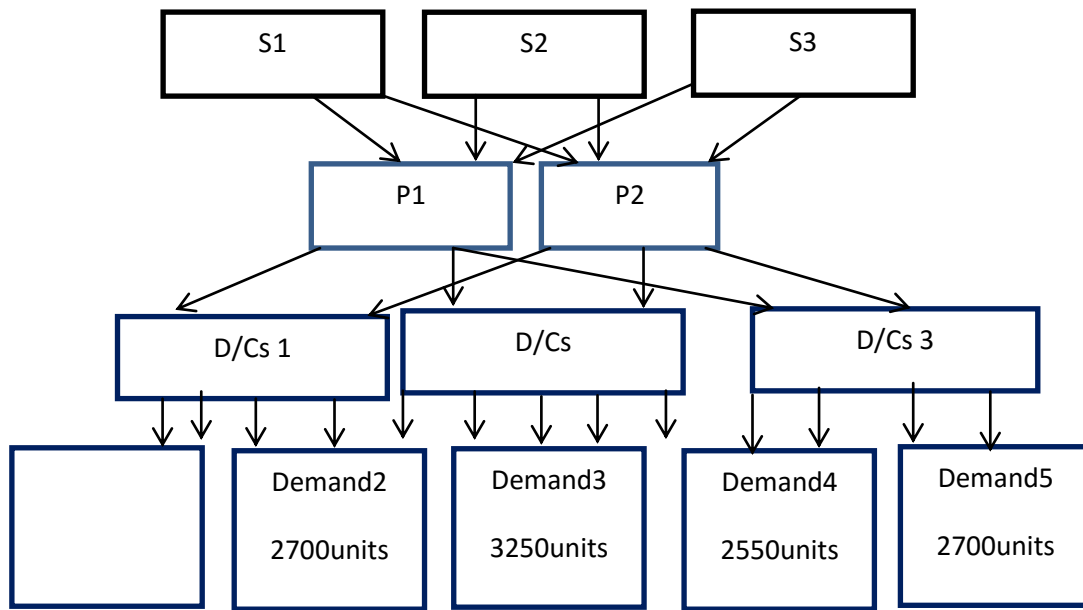 S1
S2
S3
P1
P2
D/Cs 1
D/Cs
D/Cs 3
Demand2
2700units
Demand3
3250units
Demand4
2550units
Demand5
2700units